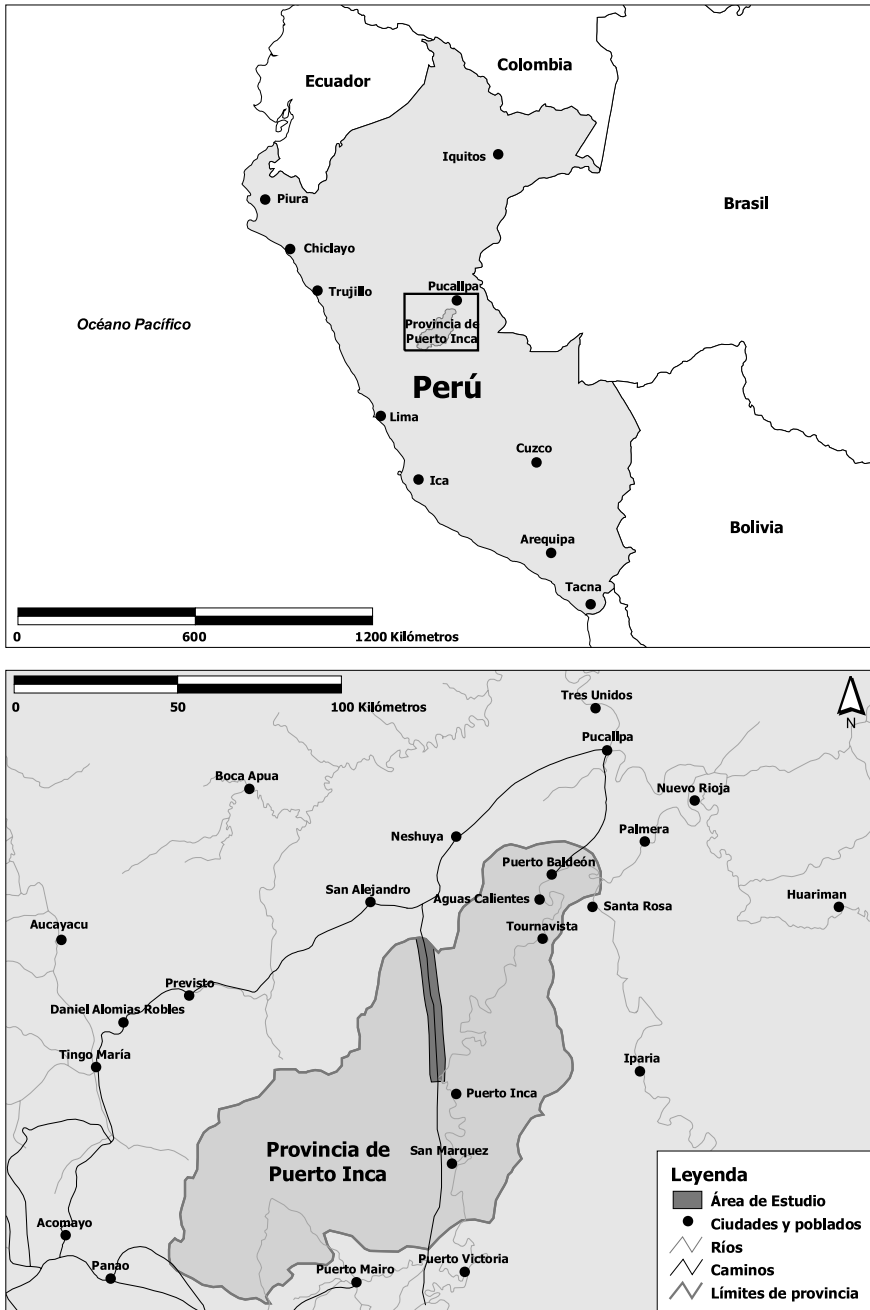 Ecuador
Colombia
Iquitos
Brasil
Piura
Chiclayo
Trujillo
Pucallpa
Océano Pacífico
Provincia de
Puerto Inca
Perú
Lima
Cuzco
Ica
Bolivia
Arequipa
Tacna
0 600 1200 Kilómetros
0 50 100 Kilómetros
Tres Unidos
N
Pucallpa
Boca Apua
Nuevo Rioja
Neshuya
Palmera
Puerto Baldeón
San Alejandro
Aguas Calientes
Santa Rosa
Huariman
Aucayacu
Tournavista
Previsto
Daniel Alomias Robles
Tingo María
Iparia
Puerto Inca
Provincia de
Puerto Inca
San Marquez
Leyenda
Área de Estudio
Ciudades y poblados
Ríos
Caminos
Límites de provincia
Acomayo
Panao
Puerto Mairo
Puerto Victoria